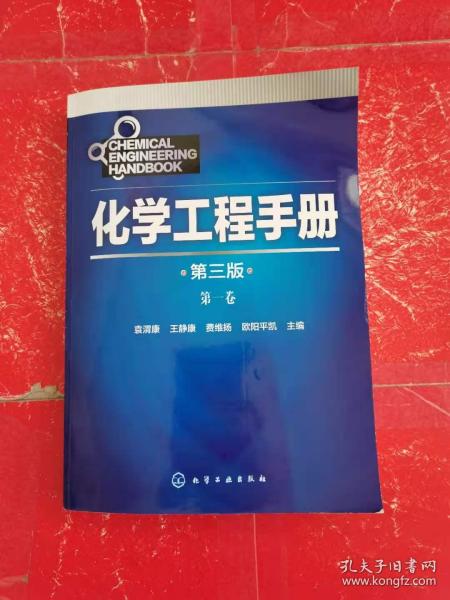 CHEMICAL
ENGINEERING
HANDBOOK
化学工程手册
第三版
第一卷
袁渭康 王静康 费维扬 欧阳平凯 主编
化学工业出版社
孔夫子旧书网
www.kongfz.com